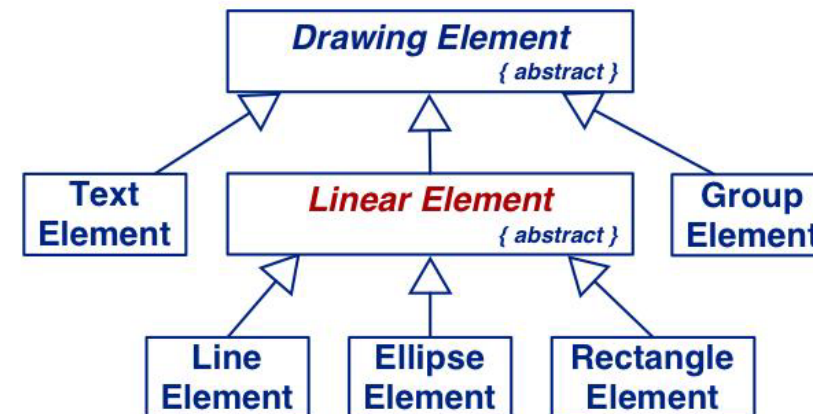 Drawing Element
{ abstract }
Text
Element
Linear Element
{ abstract }
Group
Element
Line
Element
Ellipse
Element
Rectangle
Element